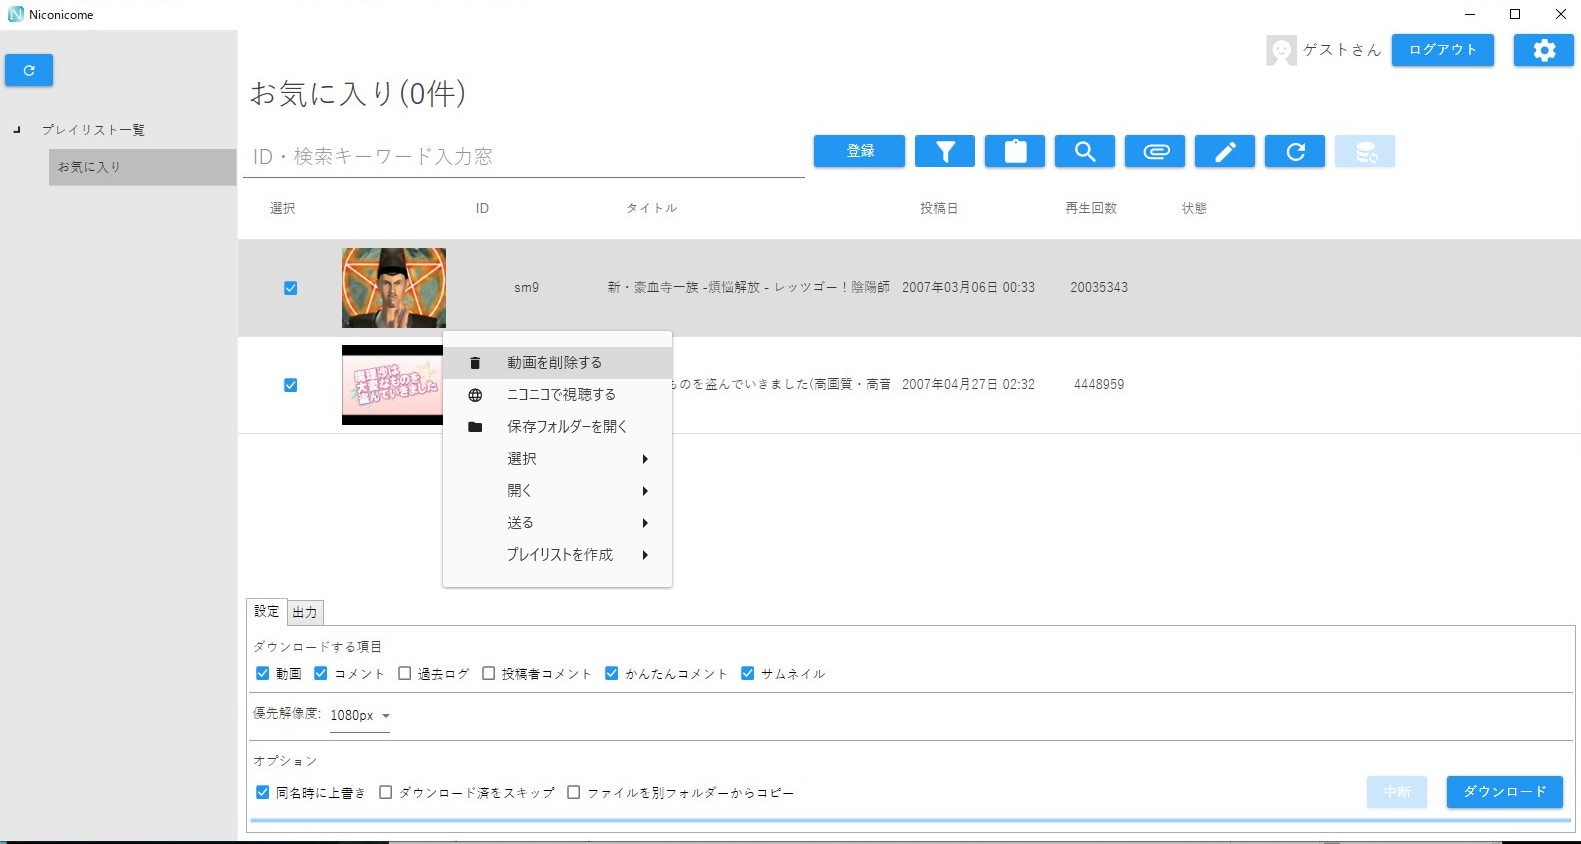 Niconicome
ゲストさん
ログアウト
お気に入り(0件)
プレイリスト一覧
お気に入り
ID・検索キーワード入力窓
登録
選択 ID タイトル 投稿日 再生回数 状態
sm9 新・豪血寺一族 -煩悩解放 - レッツゴー！陰陽師 2007年03月06日 00:33 20035343
魔理沙は
大変なものを
盗んでいきました
ものを盗んでいきました(高画質・高音 2007年04月27日 02:32 4448959
動画を削除する
ニコニコで視聴する
保存フォルダーを開く
選択
開く
送る
プレイリストを作成
設定 出力
ダウンロードする項目
動画 コメント 過去ログ 投稿者コメント かんたんコメント サムネイル
優先解像度: 1080px
オプション
同名時に上書き ダウンロード済をスキップ ファイルを別フォルダーからコピー
中断 ダウンロード